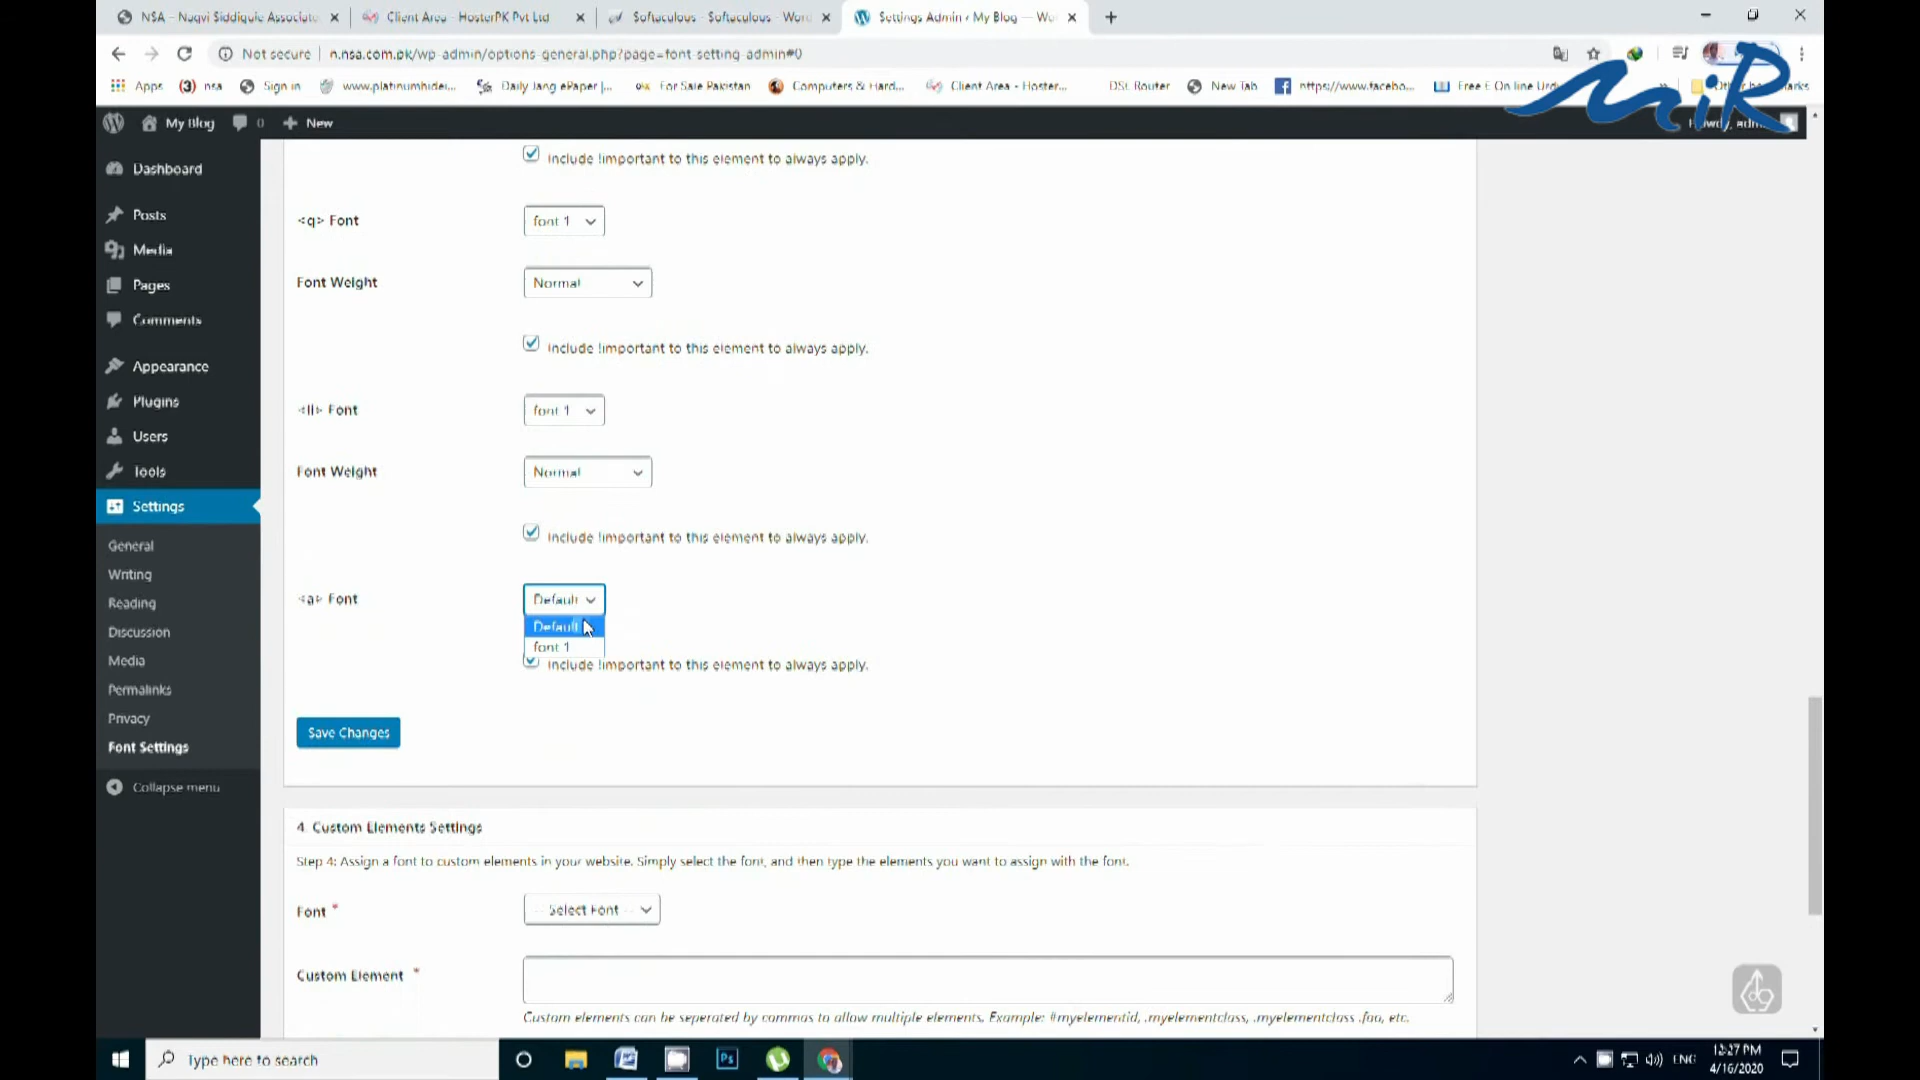 NSA - Naqvi Siddiquie Associate
Client Area - HosterPK Pvt Ltd
Softaculous - Softaculous - Word
Settings Admin ‹ My Blog — Wo
Not secure | n.nsa.com.pk/wp-admin/options-general.php?page=font-setting-admin#0
Apps (3) nsa Sign in www.platinumhidei... Daily Jang ePaper |... For Sale Pakistan Computers & Hard... Client Area - Hoster... DSL Router New Tab https://www.facebo... Free E On line Urdu »
MiR
My Blog 0 New
Include !important to this element to always apply.
Dashboard
Posts
Media
Pages
Comments
Appearance
Plugins
Users
Tools
Settings
General
Writing
Reading
Discussion
Media
Permalinks
Privacy
Font Settings
Collapse menu
<q> Font font 1
Font Weight Normal
Include !important to this element to always apply.
<li> Font font 1
Font Weight Normal
Include !important to this element to always apply.
<a> Font Default
Default
font 1
Include !important to this element to always apply.
Save Changes
4. Custom Elements Settings
Step 4: Assign a font to custom elements in your website. Simply select the font, and then type the elements you want to assign with the font.
Font * -- Select Font --
Custom Element *
Custom elements can be seperated by commas to allow multiple elements. Example: #myelementid, .myelementclass, .myelementclass .foo, etc.
Type here to search
Ps
ENG
12:27 PM
4/16/2020